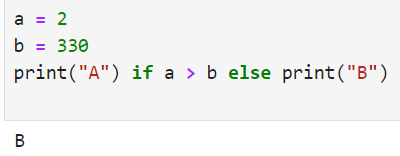 a = 2
b = 330
print("A") if a > b else print("B")
B